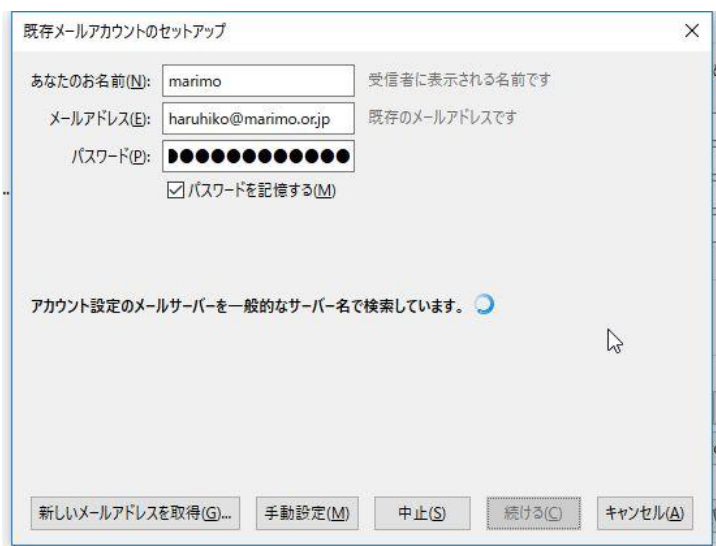 既存メールアカウントのセットアップ
あなたのお名前(N): marimo 受信者に表示される名前です
メールアドレス(E): haruhiko@marimo.or.jp 既存のメールアドレスです
パスワード(P): ●●●●●●●●●●●●
パスワードを記憶する(M)
アカウント設定のメールサーバーを一般的なサーバー名で検索しています。
新しいメールアドレスを取得(G)... 手動設定(M) 中止(S) 続ける(C) キャンセル(A)